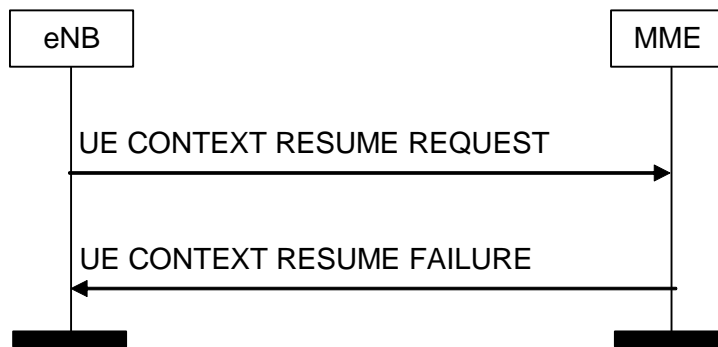 eNB
MME
UE CONTEXT RESUME REQUEST
UE CONTEXT RESUME FAILURE